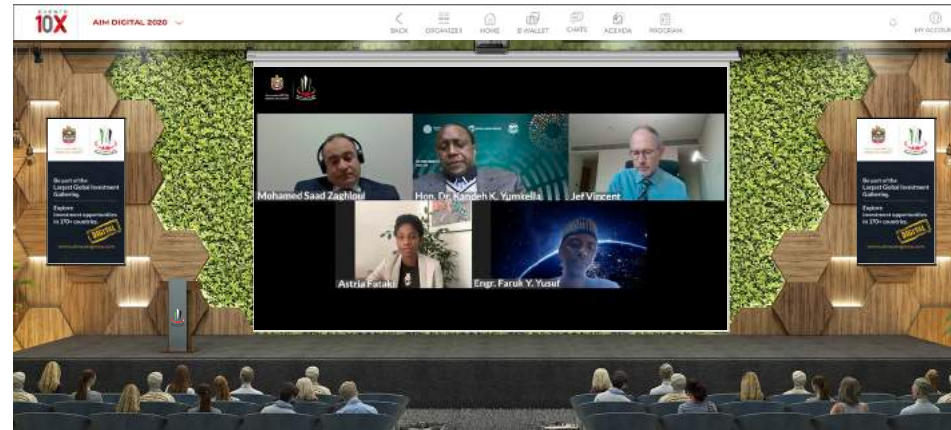 EVENTS
10X
AIM DIGITAL 2020
BACK
ORGANIZER
HOME
E-WALLET
CHATS
AGENDA
PROGRAM
MY ACCOUNT
Be part of the
Largest Global Investment
Gathering.
Explore
investment opportunities
in 170+ countries.
DIGITAL
Mohamed Saad Zaghloul
Hon. Dr. Kandeh K. Yumkella
Jef Vincent
Astria Fataki
Engr. Faruk Y. Yusuf
Be part of the
Largest Global Investment
Gathering.
Explore
investment opportunities
in 170+ countries.
DIGITAL